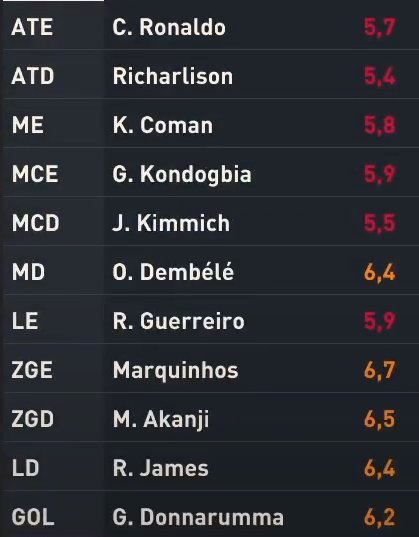 ATE C. Ronaldo 5,7
ATD Richarlison 5,4
ME K. Coman 5,8
MCE G. Kondogbia 5,9
MCD J. Kimmich 5,5
MD O. Dembélé 6,4
LE R. Guerreiro 5,9
ZGE Marquinhos 6,7
ZGD M. Akanji 6,5
LD R. James 6,4
GOL G. Donnarumma 6,2